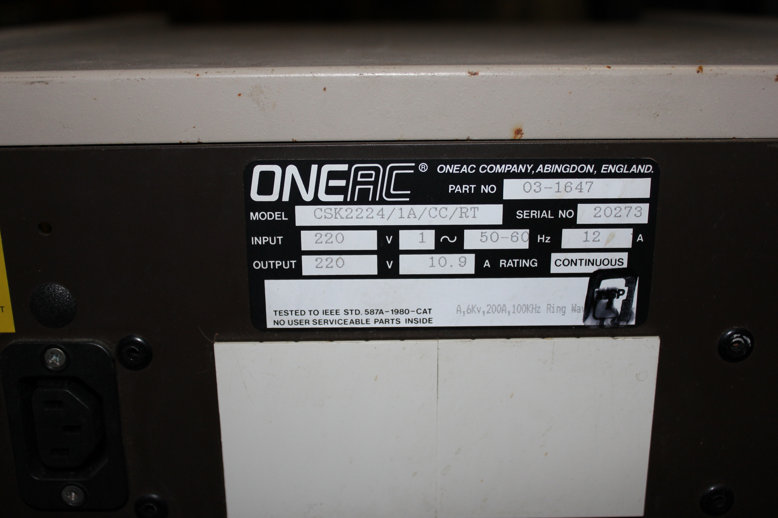 ONEAC® ONEAC COMPANY, ABINGDON, ENGLAND.
PART NO 03-1647
MODEL CSK2224/1A/CC/RT SERIAL NO 20273
INPUT 220 V 1 ~ 50-60 Hz 12 A
OUTPUT 220 V 10.9 A RATING CONTINUOUS
TESTED TO IEEE STD. 587A-1980-CAT A,6Kv,200A,100KHz Ring
NO USER SERVICEABLE PARTS INSIDE
T